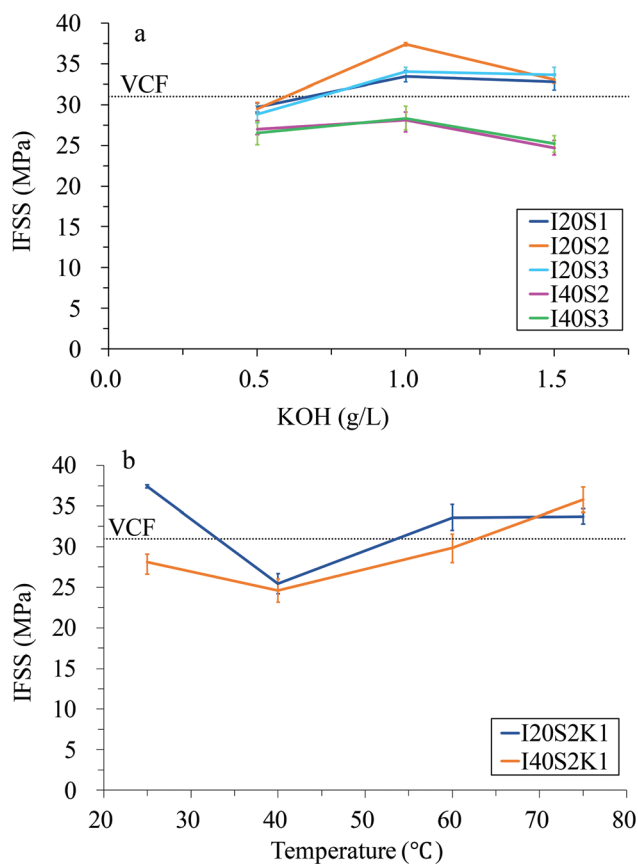 a
40
35
VCF
30
25
20
15
10
5
0
IFSS (MPa)
I20S1
I20S2
I20S3
I40S2
I40S3
0.0 0.5 1.0 1.5
KOH (g/L)
b
40
35
VCF
30
25
20
15
10
5
0
IFSS (MPa)
I20S2K1
I40S2K1
20 30 40 50 60 70 80
Temperature (℃)